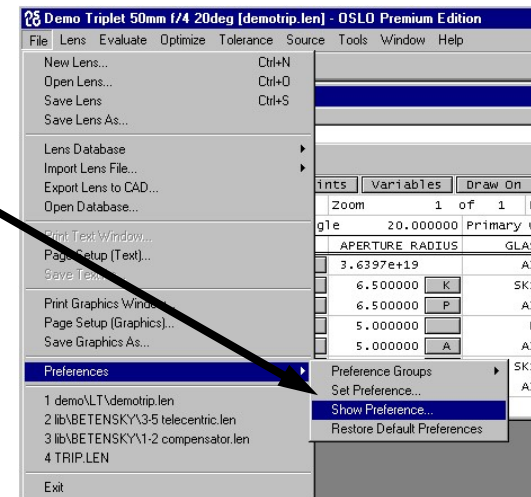 Demo Triplet 50mm f/4 20deg [demotrip.len] - OSLO Premium Edition
File Lens Evaluate Optimize Tolerance Source Tools Window Help
New Lens... Ctrl+N
Open Lens... Ctrl+O
Save Lens Ctrl+S
Save Lens As...
Lens Database
Import Lens File...
Export Lens to CAD...
Open Database...
Print Text Window...
Page Setup (Text)...
Save Text
Print Graphics Window
Page Setup (Graphics)...
Save Graphics As...
Preferences
1 demo\LT\demotrip.len
2 lib\BETENSKY\3-5 telecentric.len
3 lib\BETENSKY\1-2 compensator.len
4 TRIP.LEN
Exit
Variables Draw On
Zoom 1 of 1
20.000000 Primary
APERTURE RADIUS
3.6397e+19
6.500000 K
6.500000 P
5.000000
5.000000 A
Preference Groups
Set Preference...
Show Preference...
Restore Default Preferences